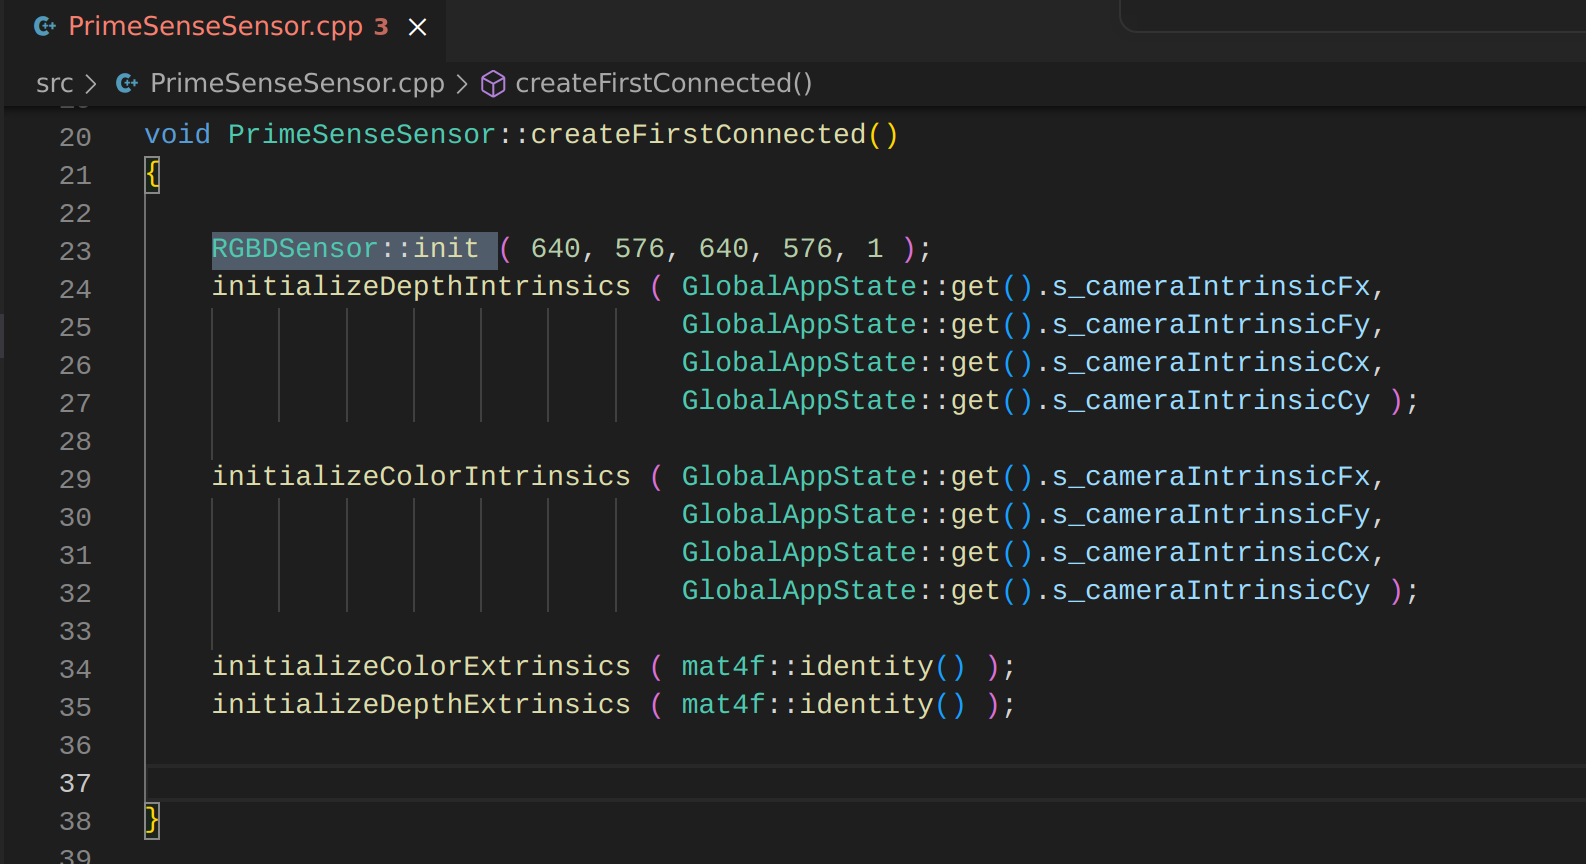 PrimeSenseSensor.cpp 3
src > PrimeSenseSensor.cpp > createFirstConnected()
20 void PrimeSenseSensor::createFirstConnected()
21 {
22
23 RGBDSensor::init ( 640, 576, 640, 576, 1 );
24 initializeDepthIntrinsics ( GlobalAppState::get().s_cameraIntrinsicFx,
25 GlobalAppState::get().s_cameraIntrinsicFy,
26 GlobalAppState::get().s_cameraIntrinsicCx,
27 GlobalAppState::get().s_cameraIntrinsicCy );
28
29 initializeColorIntrinsics ( GlobalAppState::get().s_cameraIntrinsicFx,
30 GlobalAppState::get().s_cameraIntrinsicFy,
31 GlobalAppState::get().s_cameraIntrinsicCx,
32 GlobalAppState::get().s_cameraIntrinsicCy );
33
34 initializeColorExtrinsics ( mat4f::identity() );
35 initializeDepthExtrinsics ( mat4f::identity() );
36
37
38 }
39